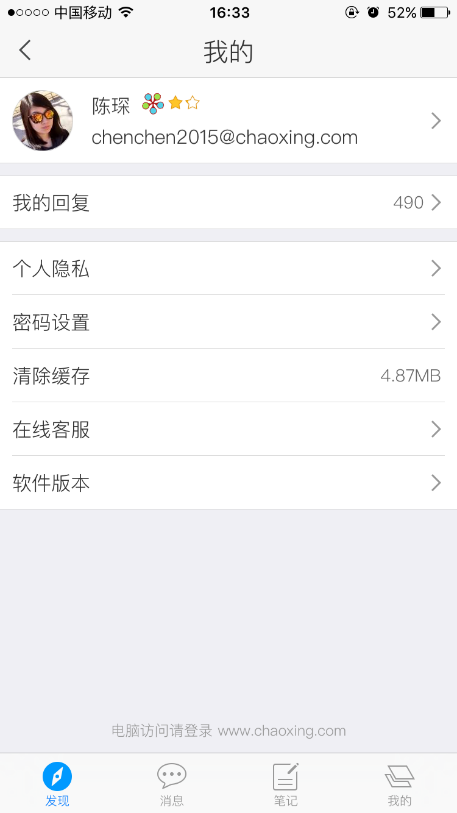 中国移动 16:33 52%
我的
陈琛
chenchen2015@chaoxing.com
我的回复 490
个人隐私
密码设置
清除缓存 4.87MB
在线客服
软件版本
电脑访问请登录 www.chaoxing.com
发现 消息 笔记 我的